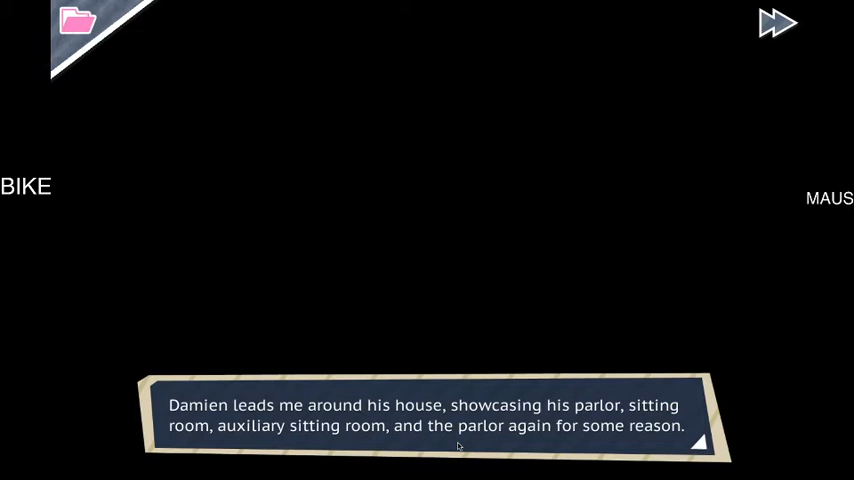 BIKE
MAUS
Damien leads me around his house, showcasing his parlor, sitting
room, auxiliary sitting room, and the parlor again for some reason.